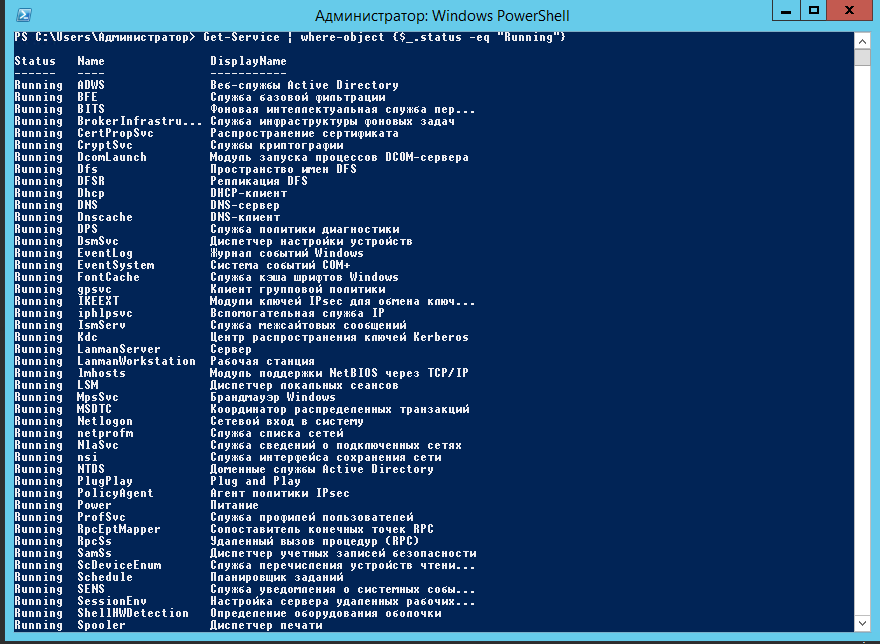 Администратор: Windows PowerShell
PS C:\Users\Администратор> Get-Service | where-object {$_.status -eq "Running"}
Status   Name               DisplayName
------   ----               -----------
Running  ADWS               Веб-службы Active Directory
Running  BFE                Служба базовой фильтрации
Running  BITS               Фоновая интеллектуальная служба пер...
Running  BrokerInfrastru... Служба инфраструктуры фоновых задач
Running  CertPropSvc        Распространение сертификата
Running  CryptSvc           Службы криптографии
Running  DcomLaunch         Модуль запуска процессов DCOM-сервера
Running  Dfs                Пространство имен DFS
Running  DFSR               Репликация DFS
Running  Dhcp               DHCP-клиент
Running  DNS                DNS-сервер
Running  Dnscache           DNS-клиент
Running  DPS                Служба политики диагностики
Running  DsmSvc             Диспетчер настройки устройств
Running  EventLog           Журнал событий Windows
Running  EventSystem        Система событий COM+
Running  FontCache          Служба кэша шрифтов Windows
Running  gpsvc              Клиент групповой политики
Running  IKEEXT             Модули ключей IPsec для обмена ключ...
Running  iphlpsvc           Вспомогательная служба IP
Running  IsmServ            Служба межсайтовых сообщений
Running  Kdc                Центр распространения ключей Kerberos
Running  LanmanServer       Сервер
Running  LanmanWorkstation  Рабочая станция
Running  lmhosts            Модуль поддержки NetBIOS через TCP/IP
Running  LSM                Диспетчер локальных сеансов
Running  MpsSvc             Брандмауэр Windows
Running  MSDTC              Координатор распределенных транзакций
Running  Netlogon           Сетевой вход в систему
Running  netprofm           Служба списка сетей
Running  NlaSvc             Служба сведений о подключенных сетях
Running  nsi                Служба интерфейса сохранения сети
Running  NTDS               Доменные службы Active Directory
Running  PlugPlay           Plug and Play
Running  PolicyAgent        Агент политики IPsec
Running  Power              Питание
Running  ProfSvc            Служба профилей пользователей
Running  RpcEptMapper       Сопоставитель конечных точек RPC
Running  RpcSs              Удаленный вызов процедур (RPC)
Running  SamSs              Диспетчер учетных записей безопасности
Running  ScDeviceEnum       Служба перечисления устройств чтени...
Running  Schedule           Планировщик заданий
Running  SENS               Служба уведомления о системных собы...
Running  SessionEnv         Настройка сервера удаленных рабочих...
Running  ShellHWDetection   Определение оборудования оболочки
Running  Spooler            Диспетчер печати